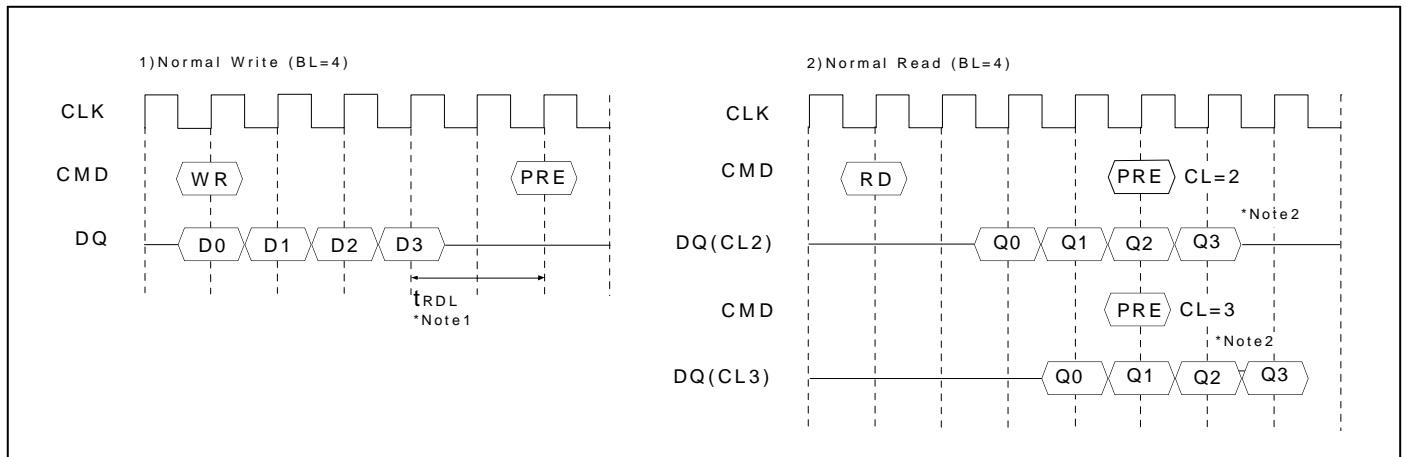 1)Normal Write (BL=4)
CLK
CMD WR PRE
DQ D0 D1 D2 D3
tRDL
*Note1
2)Normal Read (BL=4)
CLK
CMD RD PRE CL=2
*Note2
DQ(CL2) Q0 Q1 Q2 Q3
CMD PRE CL=3
*Note2
DQ(CL3) Q0 Q1 Q2 Q3